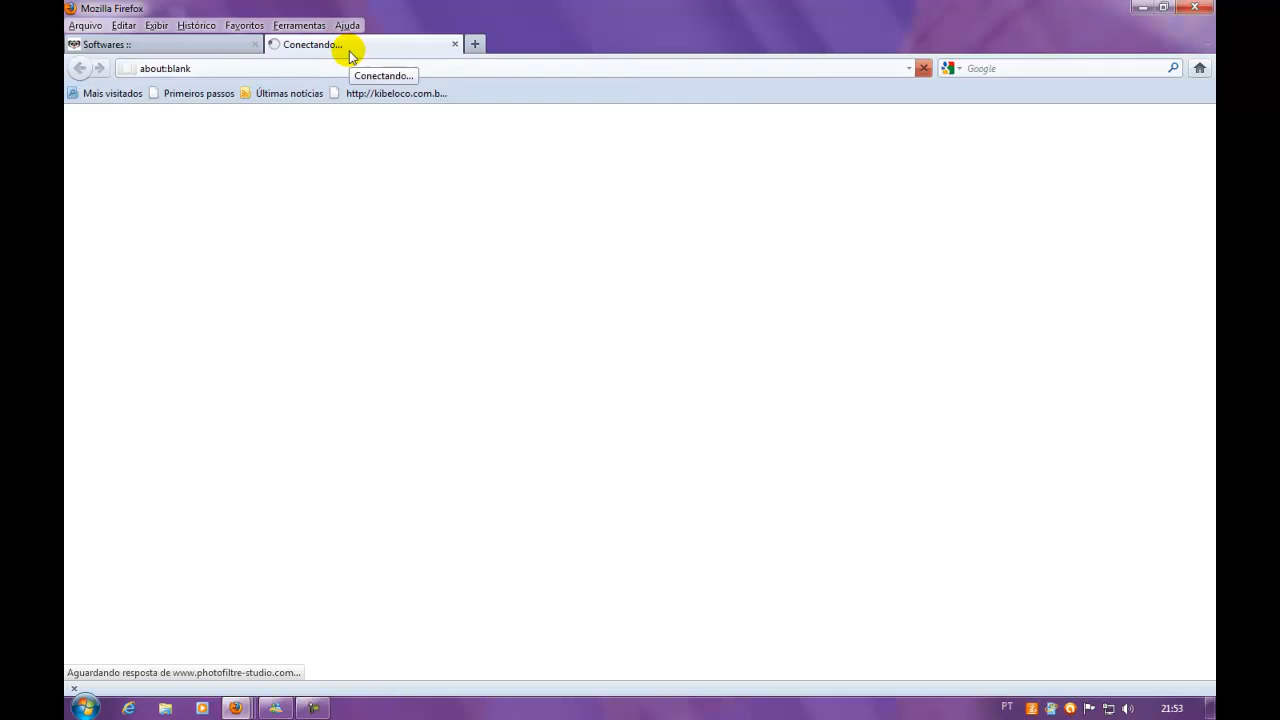 Mozilla Firefox
Arquivo Editar Exibir Histórico Favoritos Ferramentas Ajuda
Softwares :: Conectando...
about:blank Google
Conectando...
Mais visitados Primeiros passos Últimas notícias http://kibeloco.com.b...
Aguardando resposta de www.photofiltre-studio.com...
PT 21:53